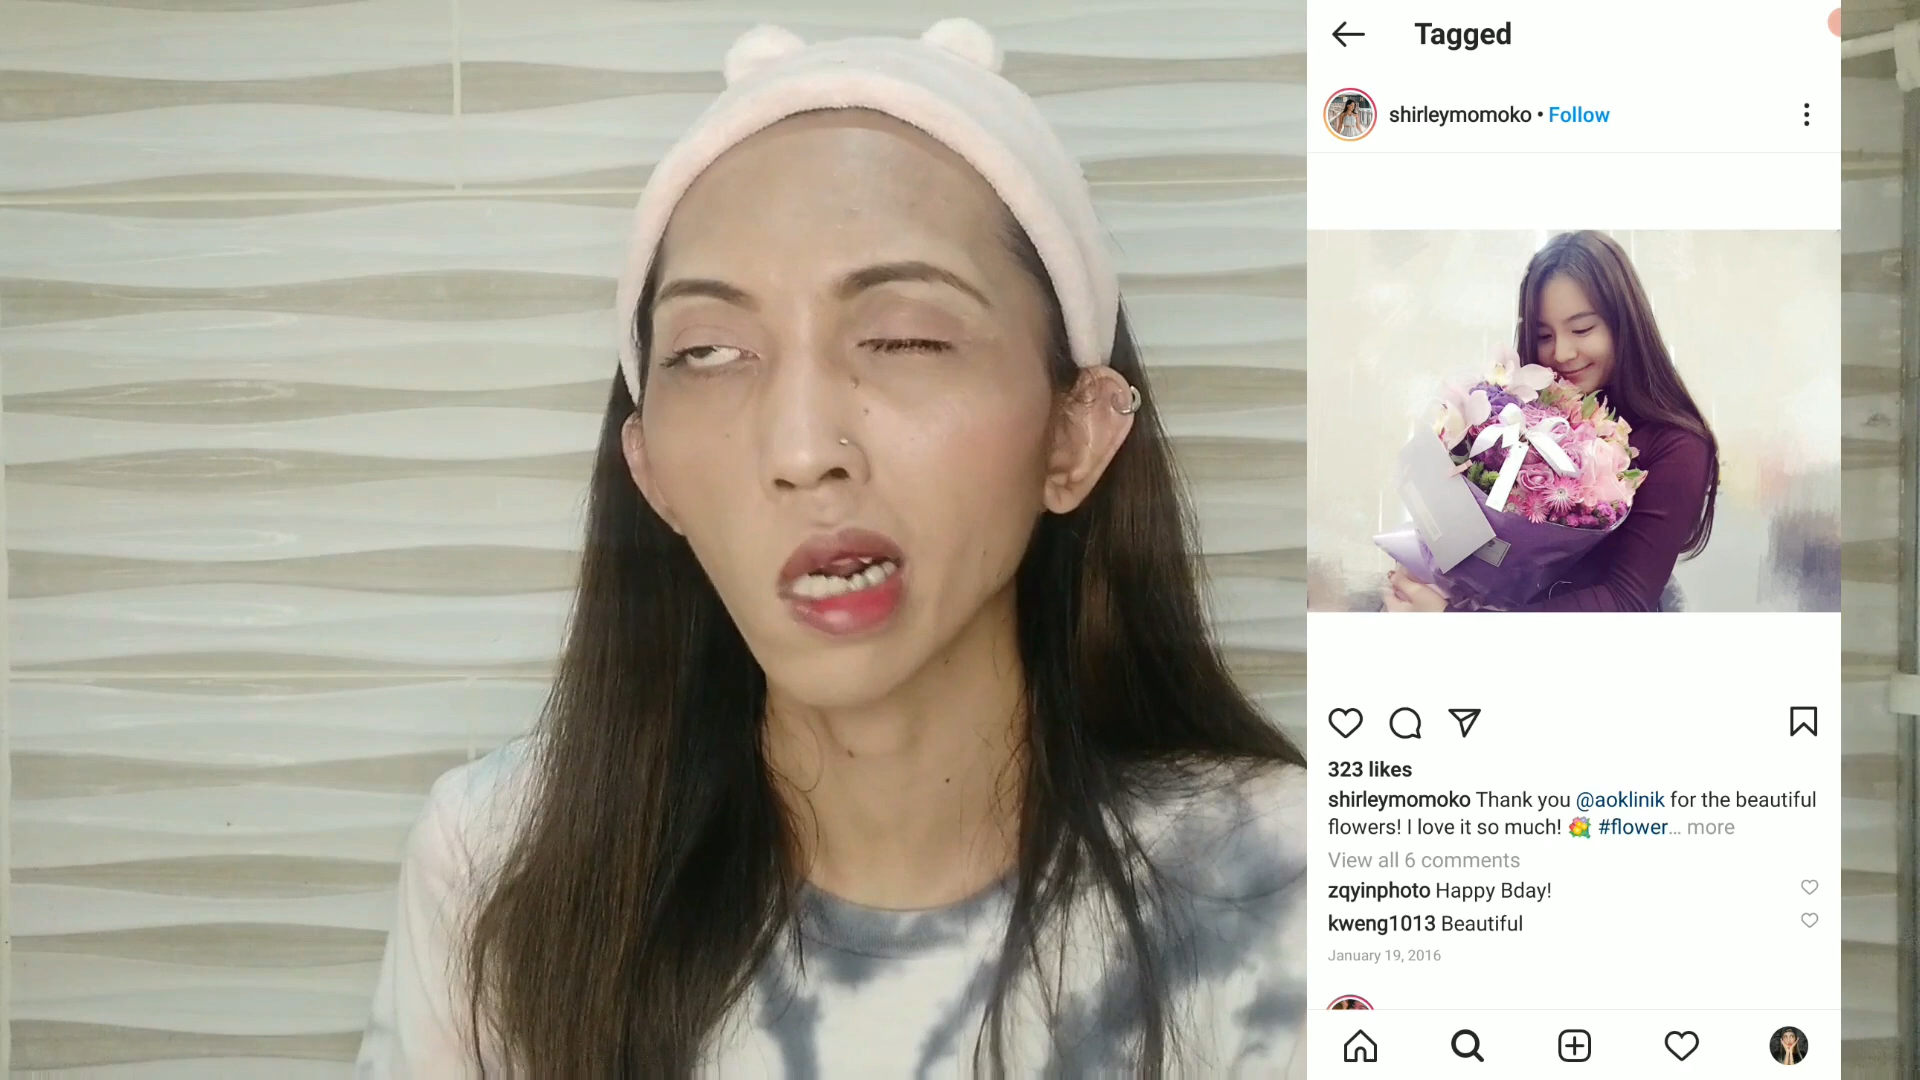 Tagged
shirleymomoko • Follow
323 likes
shirleymomoko Thank you @aoklinik for the beautiful
flowers! I love it so much! 💐 #flower... more
View all 6 comments
zqyinphoto Happy Bday!
kweng1013 Beautiful
January 19, 2016